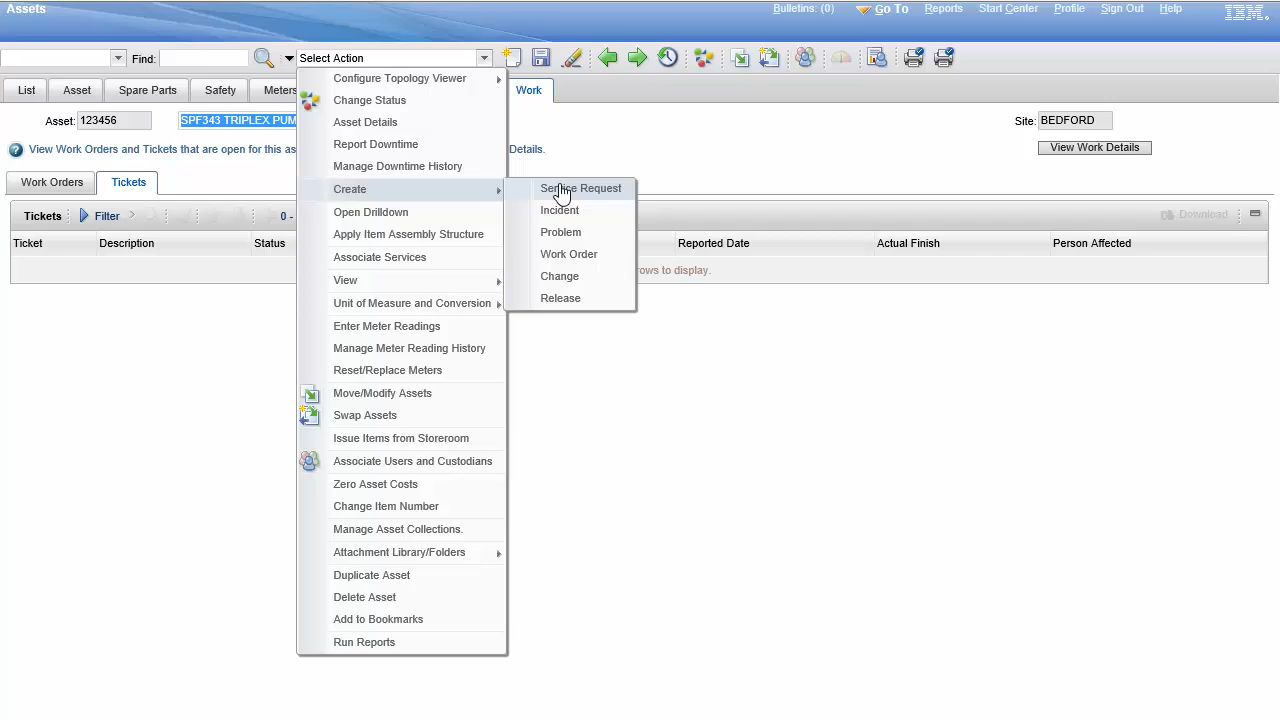 Assets
Bulletins: (0) Go To Reports Start Center Profile Sign Out Help IBM.
Find: Select Action
List Asset Spare Parts Safety Meters Work
Asset: 123456 SPF343 TRIPLEX PUM Site: BEDFORD
View Work Orders and Tickets that are open for this as Details. View Work Details
Work Orders Tickets
Tickets Filter 0 - Download
Ticket Description Status Reported Date Actual Finish Person Affected
rows to display.
Configure Topology Viewer
Change Status
Asset Details
Report Downtime
Manage Downtime History
Create
Open Drilldown
Apply Item Assembly Structure
Associate Services
View
Unit of Measure and Conversion
Enter Meter Readings
Manage Meter Reading History
Reset/Replace Meters
Move/Modify Assets
Swap Assets
Issue Items from Storeroom
Associate Users and Custodians
Zero Asset Costs
Change Item Number
Manage Asset Collections.
Attachment Library/Folders
Duplicate Asset
Delete Asset
Add to Bookmarks
Run Reports
Service Request
Incident
Problem
Work Order
Change
Release